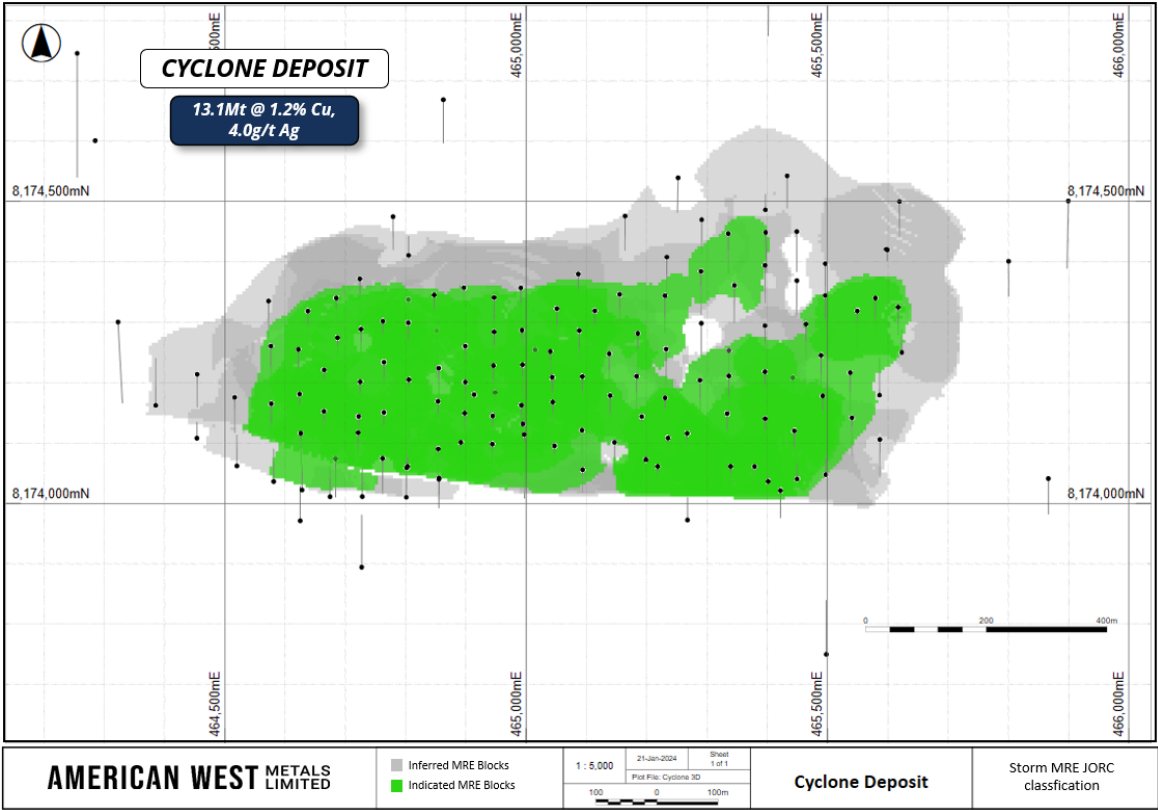 CYCLONE DEPOSIT
13.1Mt @ 1.2% Cu,
4.0g/t Ag
500mE
465,000mE
465,500mE
466,000mE
8,174,500mN
8,174,500mN
8,174,000mN
8,174,000mN
0 200 400m
464,500mE
465,000mE
465,500mE
466,000mE
AMERICAN WEST METALS LIMITED
Inferred MRE Blocks
Indicated MRE Blocks
1 : 5,000
21-Jan-2024
Sheet
1 of 1
Plot File: Cyclone 3D
100 0 100m
Cyclone Deposit
Storm MRE JORC
classfication